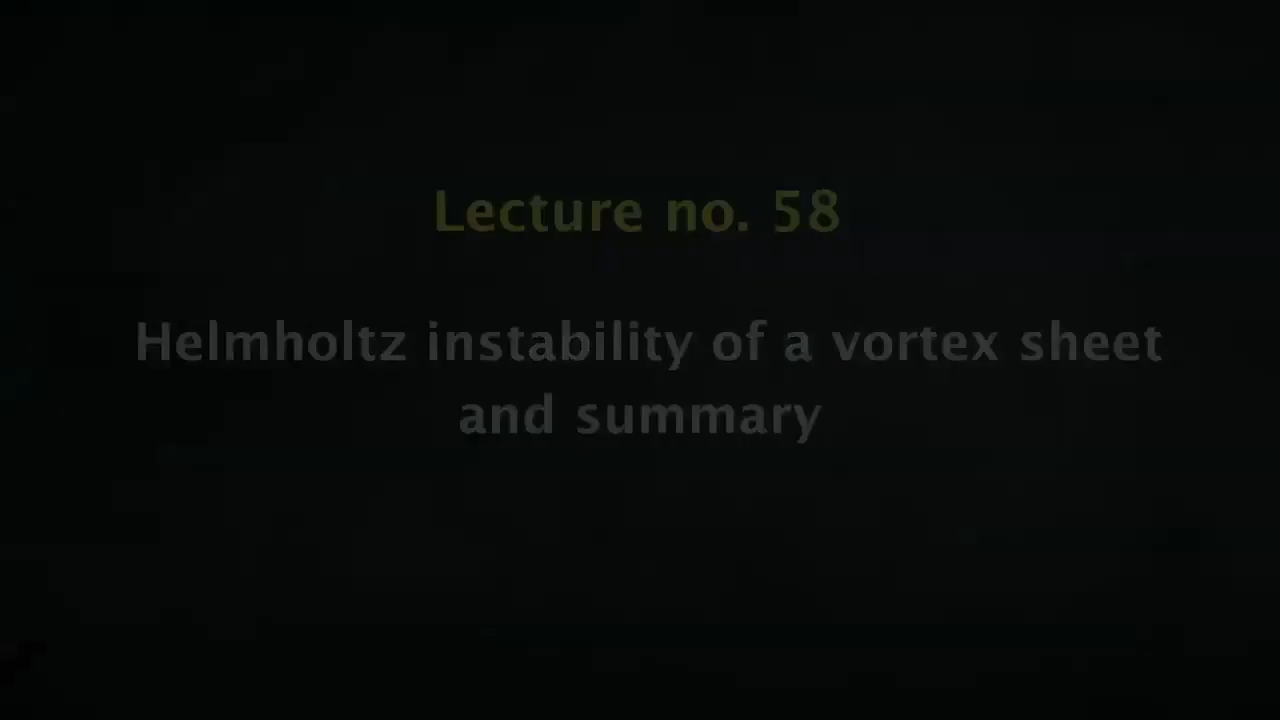 Lecture no. 58
Helmholtz instability of a vortex sheet
and summary